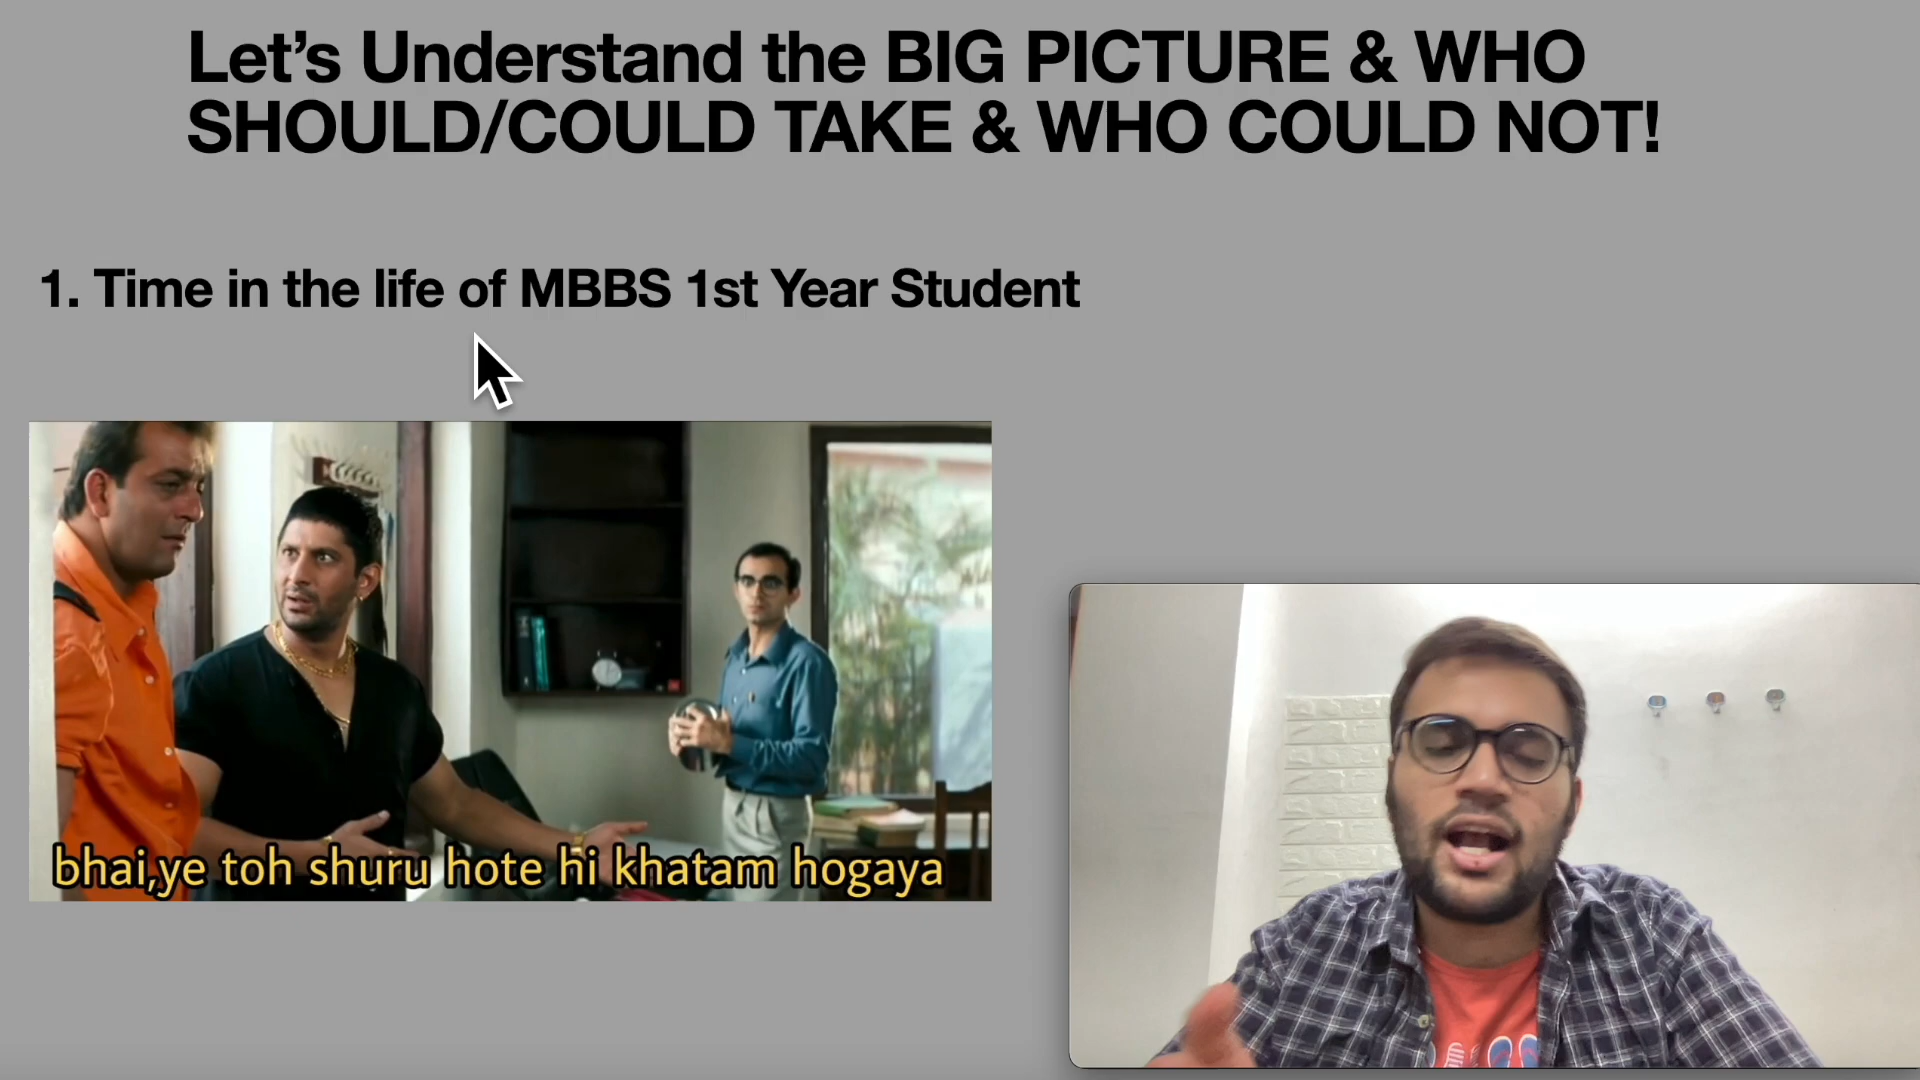 Let’s Understand the BIG PICTURE & WHO
SHOULD/COULD TAKE & WHO COULD NOT!
1. Time in the life of MBBS 1st Year Student
bhai,ye toh shuru hote hi khatam hogaya